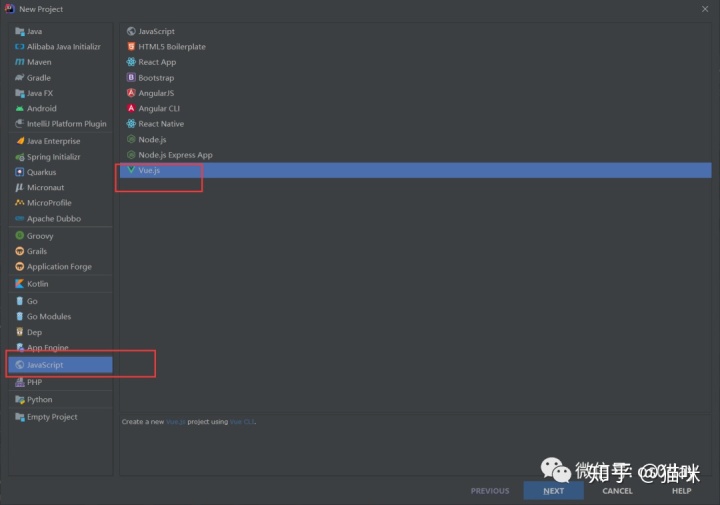 New Project
Java
Alibaba Java Initializr
Maven
Gradle
Java FX
Android
IntelliJ Platform Plugin
Java Enterprise
Spring Initializr
Quarkus
Micronaut
MicroProfile
Apache Dubbo
Groovy
Grails
Application Forge
Kotlin
Go
Go Modules
Dep
App Engine
JavaScript
PHP
Python
Empty Project
JavaScript
HTML5 Boilerplate
React App
Bootstrap
AngularJS
Angular CLI
React Native
Node.js
Node.js Express App
Vue.js
Create a new Vue.js project using Vue CLI.
微信号:
知乎 @猫咪
PREVIOUS
NEXT
CANCEL
HELP